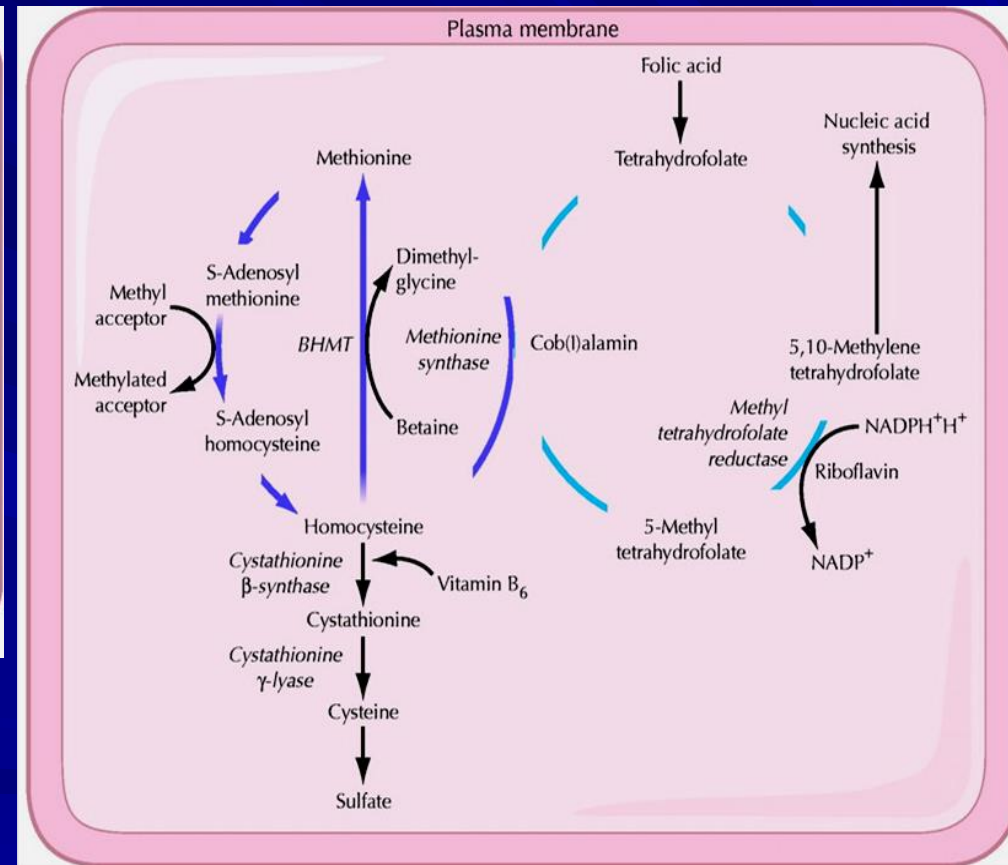 Plasma membrane
Folic acid
Tetrahydrofolate
Nucleic acid
synthesis
Methionine
Dimethyl-
glycine
S-Adenosyl
methionine
Methyl
acceptor
BHMT
Methionine
synthase
Cob(I)alamin
5,10-Methylene
tetrahydrofolate
Methylated
acceptor
S-Adenosyl
homocysteine
Betaine
Methyl
tetrahydrofolate
reductase
NADPH⁺H⁺
Riboflavin
NADP⁺
5-Methyl
tetrahydrofolate
Homocysteine
Cystathionine
β-synthase
Vitamin B₆
Cystathionine
Cystathionine
γ-lyase
Cysteine
Sulfate